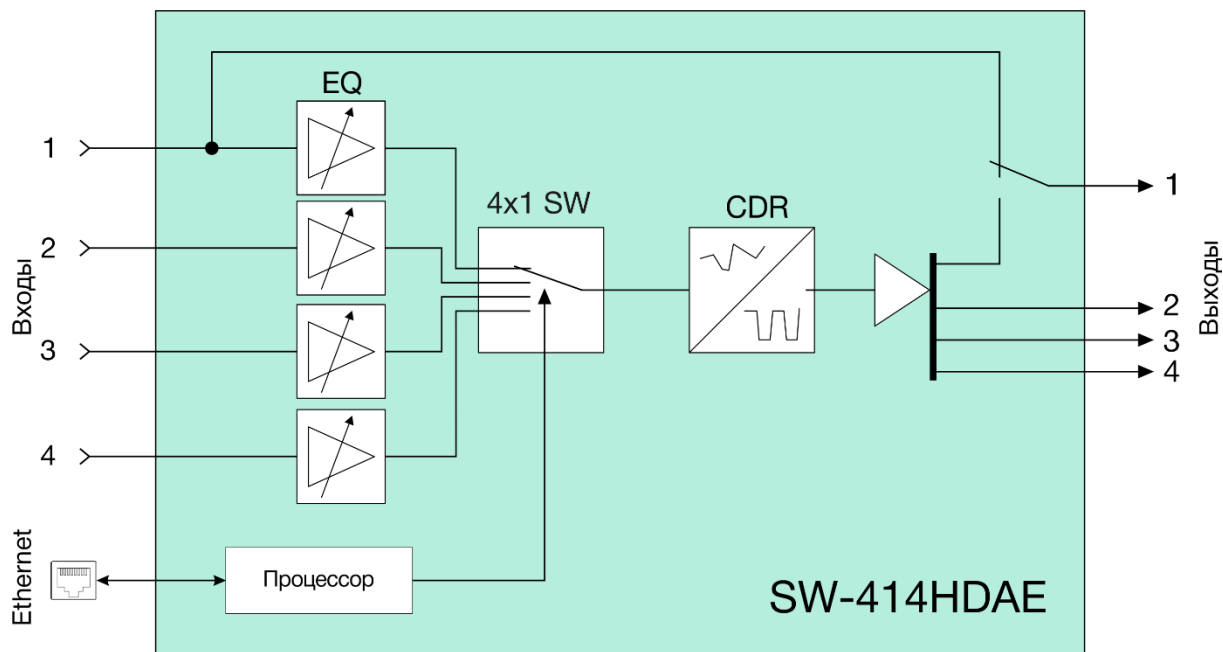 EQ
1
2
3
4
Входы
4x1 SW
CDR
1
2
3
4
Выходы
Ethernet
Процессор
SW-414HDAE